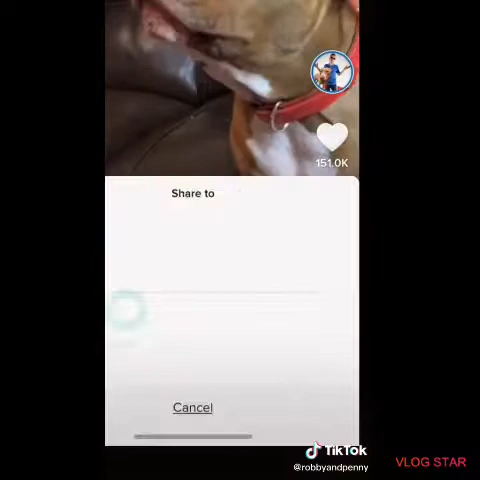 151.0K
Share to
Cancel
TikTok
@robbyandpenny
VLOG STAR